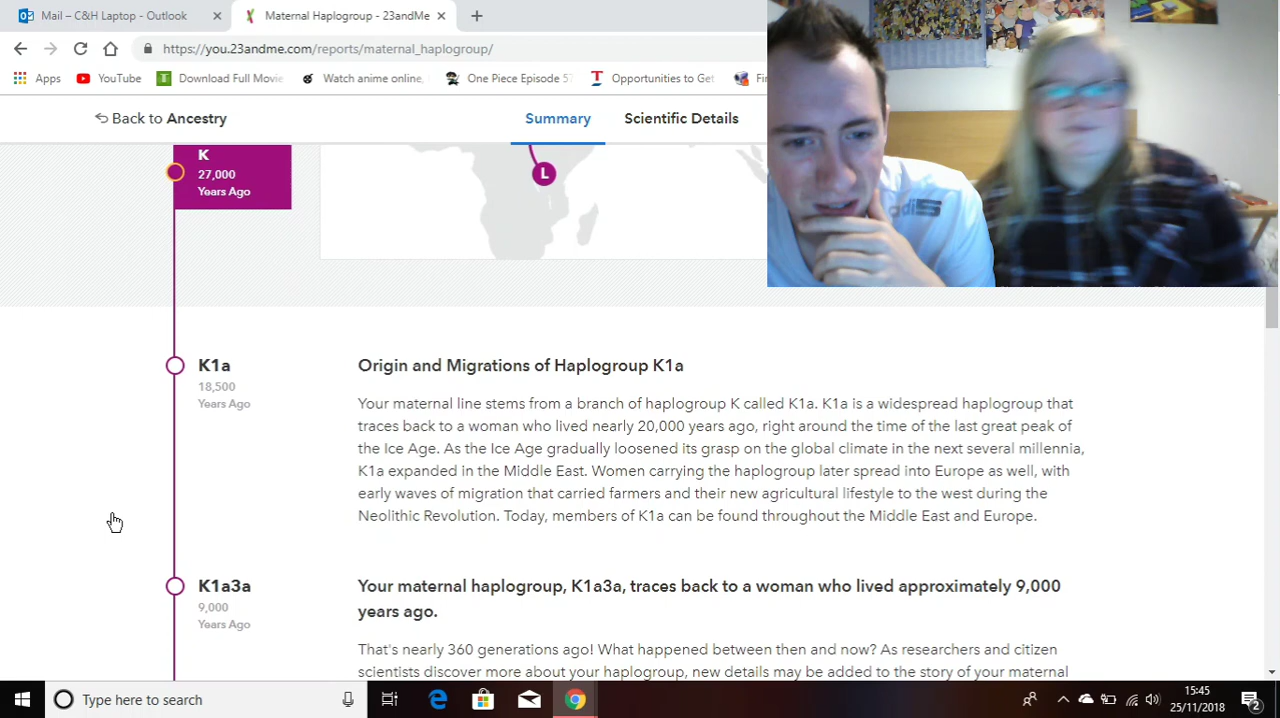 Mail – C&H Laptop - Outlook
Maternal Haplogroup - 23andMe
https://you.23andme.com/reports/maternal_haplogroup/
Apps YouTube Download Full Movie Watch anime online, One Piece Episode 57 Opportunities to Get Fin
Back to Ancestry Summary Scientific Details
K
27,000
Years Ago
L
adi5
K1a
18,500
Years Ago
Origin and Migrations of Haplogroup K1a
Your maternal line stems from a branch of haplogroup K called K1a. K1a is a widespread haplogroup that
traces back to a woman who lived nearly 20,000 years ago, right around the time of the last great peak of
the Ice Age. As the Ice Age gradually loosened its grasp on the global climate in the next several millennia,
K1a expanded in the Middle East. Women carrying the haplogroup later spread into Europe as well, with
early waves of migration that carried farmers and their new agricultural lifestyle to the west during the
Neolithic Revolution. Today, members of K1a can be found throughout the Middle East and Europe.
K1a3a
9,000
Years Ago
Your maternal haplogroup, K1a3a, traces back to a woman who lived approximately 9,000
years ago.
That's nearly 360 generations ago! What happened between then and now? As researchers and citizen
scientists discover more about your haplogroup, new details may be added to the story of your maternal
Type here to search
15:45
25/11/2018
2